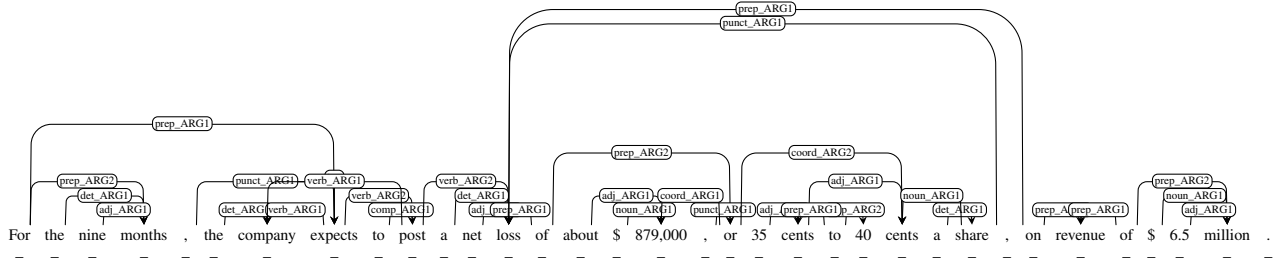 prep_ARG1
punct_ARG1
prep_ARG1
prep_ARG2 coord_ARG2
prep_ARG2 punct_ARG1 verb_ARG1 verb_ARG2 adj_ARG1 prep_ARG2
det_ARG1 verb_ARG2 det_ARG1 adj_ARG1 coord_ARG1 noun_ARG1 noun_ARG1
adj_ARG1 verb_ARG1 comp_ARG1 prep_ARG1 noun_ARG1 punct_ARG1 prep_ARG1 det_ARG1 prep_ARG1 adj_ARG1
For the nine months , the company expects to post a net loss of about $ 879,000 , or 35 cents to 40 cents a share , on revenue of $ 6.5 million .
_ _ _ _ _ _ _ _ _ _ _ _ _ _ _ _ _ _ _ _ _ _ _ _ _ _ _ _ _ _ _ _ _ _